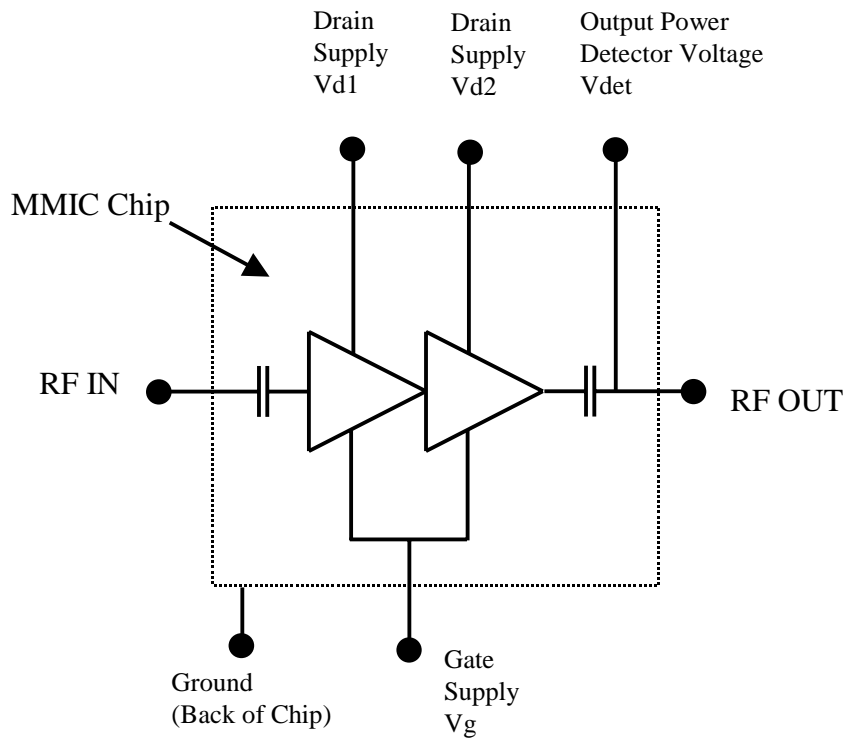 Drain
Supply
Vd1
Drain
Supply
Vd2
Output Power
Detector Voltage
Vdet
MMIC Chip
RF IN
RF OUT
Ground
(Back of Chip)
Gate
Supply
Vg